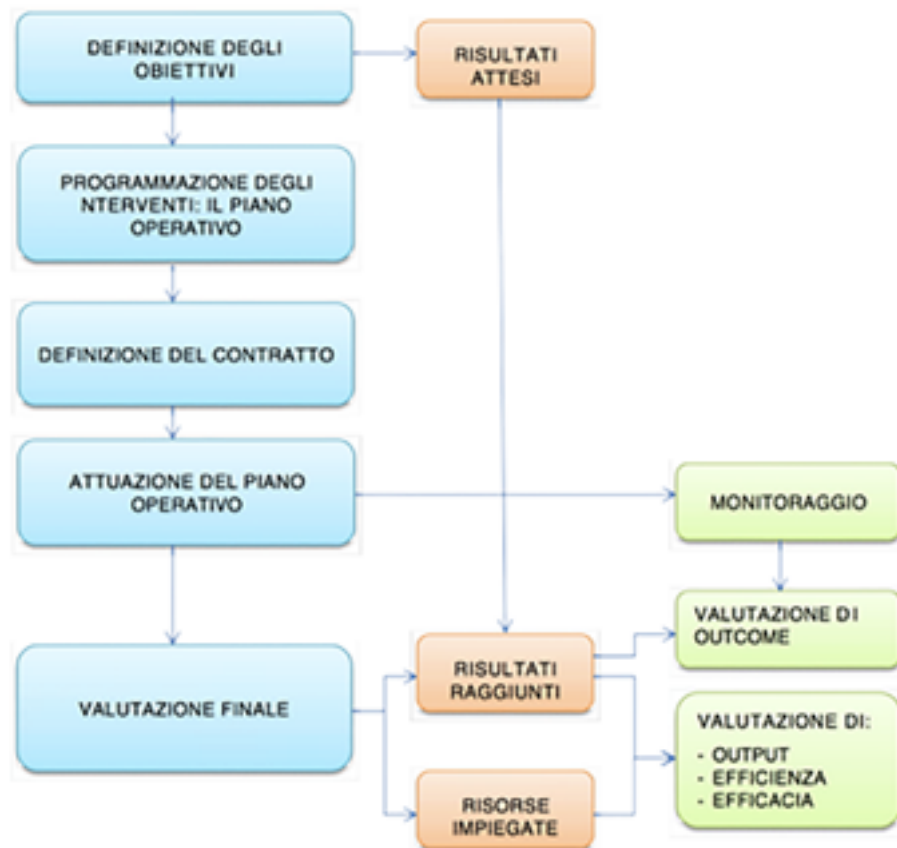 DEFINIZIONE DEGLI
OBIETTIVI
RISULTATI
ATTESI
PROGRAMMAZIONE DEGLI
NTERVENTI: IL PIANO
OPERATIVO
DEFINIZIONE DEL CONTRATTO
ATTUAZIONE DEL PIANO
OPERATIVO
MONITORAGGIO
VALUTAZIONE DI
OUTCOME
VALUTAZIONE FINALE
RISULTATI
RAGGIUNTI
VALUTAZIONE DI:
- OUTPUT
- EFFICIENZA
- EFFICACIA
RISORSE
IMPIEGATE